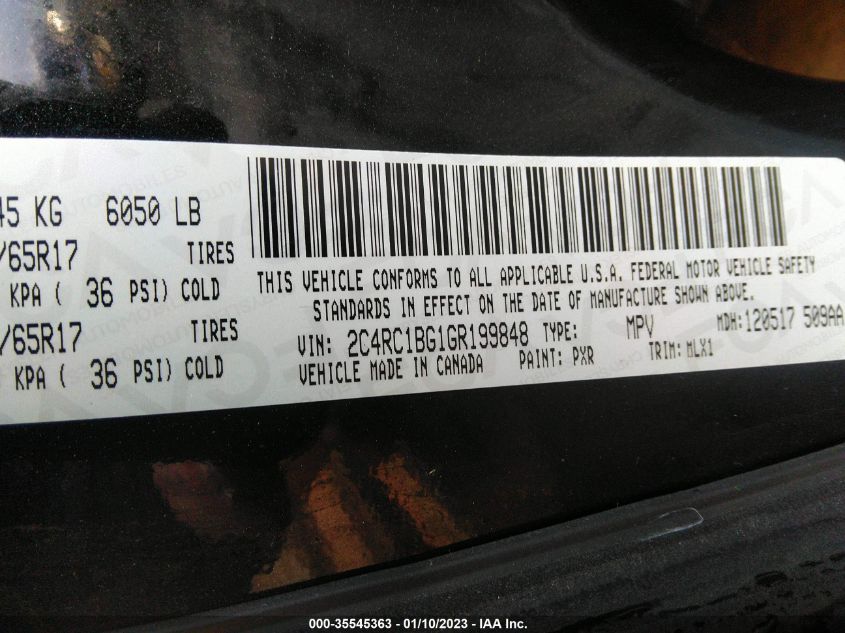 45 KG 6050 LB
/65R17 TIRES
KPA ( 36 PSI) COLD
/65R17 TIRES
KPA ( 36 PSI) COLD
THIS VEHICLE CONFORMS TO ALL APPLICABLE U.S.A. FEDERAL MOTOR VEHICLE SAFETY
STANDARDS IN EFFECT ON THE DATE OF MANUFACTURE SHOWN ABOVE.
VIN: 2C4RC1BG1GR199848 TYPE: MPV MDH: 120517 509AA
VEHICLE MADE IN CANADA PAINT: PXR TRIM: MLX1
000-35545363 - 01/10/2023 - IAA Inc.